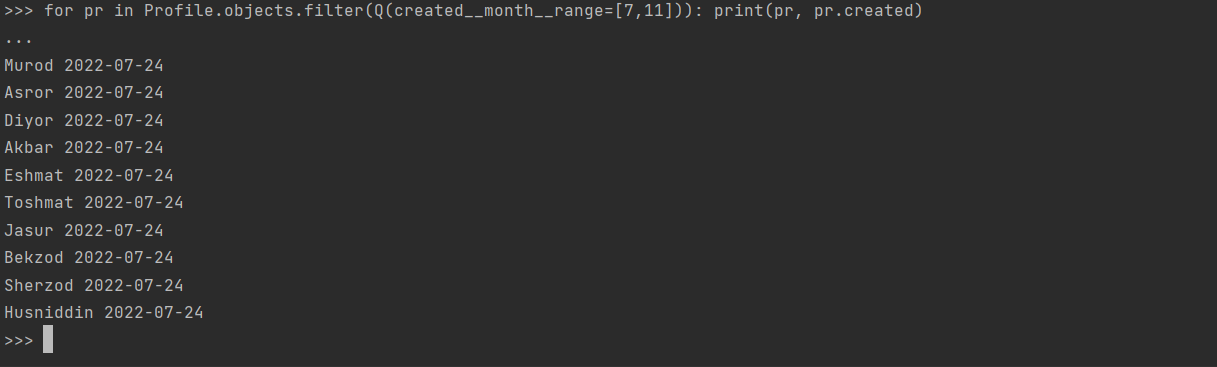 >>> for pr in Profile.objects.filter(Q(created__month__range=[7,11])): print(pr, pr.created)
...
Murod 2022-07-24
Asror 2022-07-24
Diyor 2022-07-24
Akbar 2022-07-24
Eshmat 2022-07-24
Toshmat 2022-07-24
Jasur 2022-07-24
Bekzod 2022-07-24
Sherzod 2022-07-24
Husniddin 2022-07-24
>>>